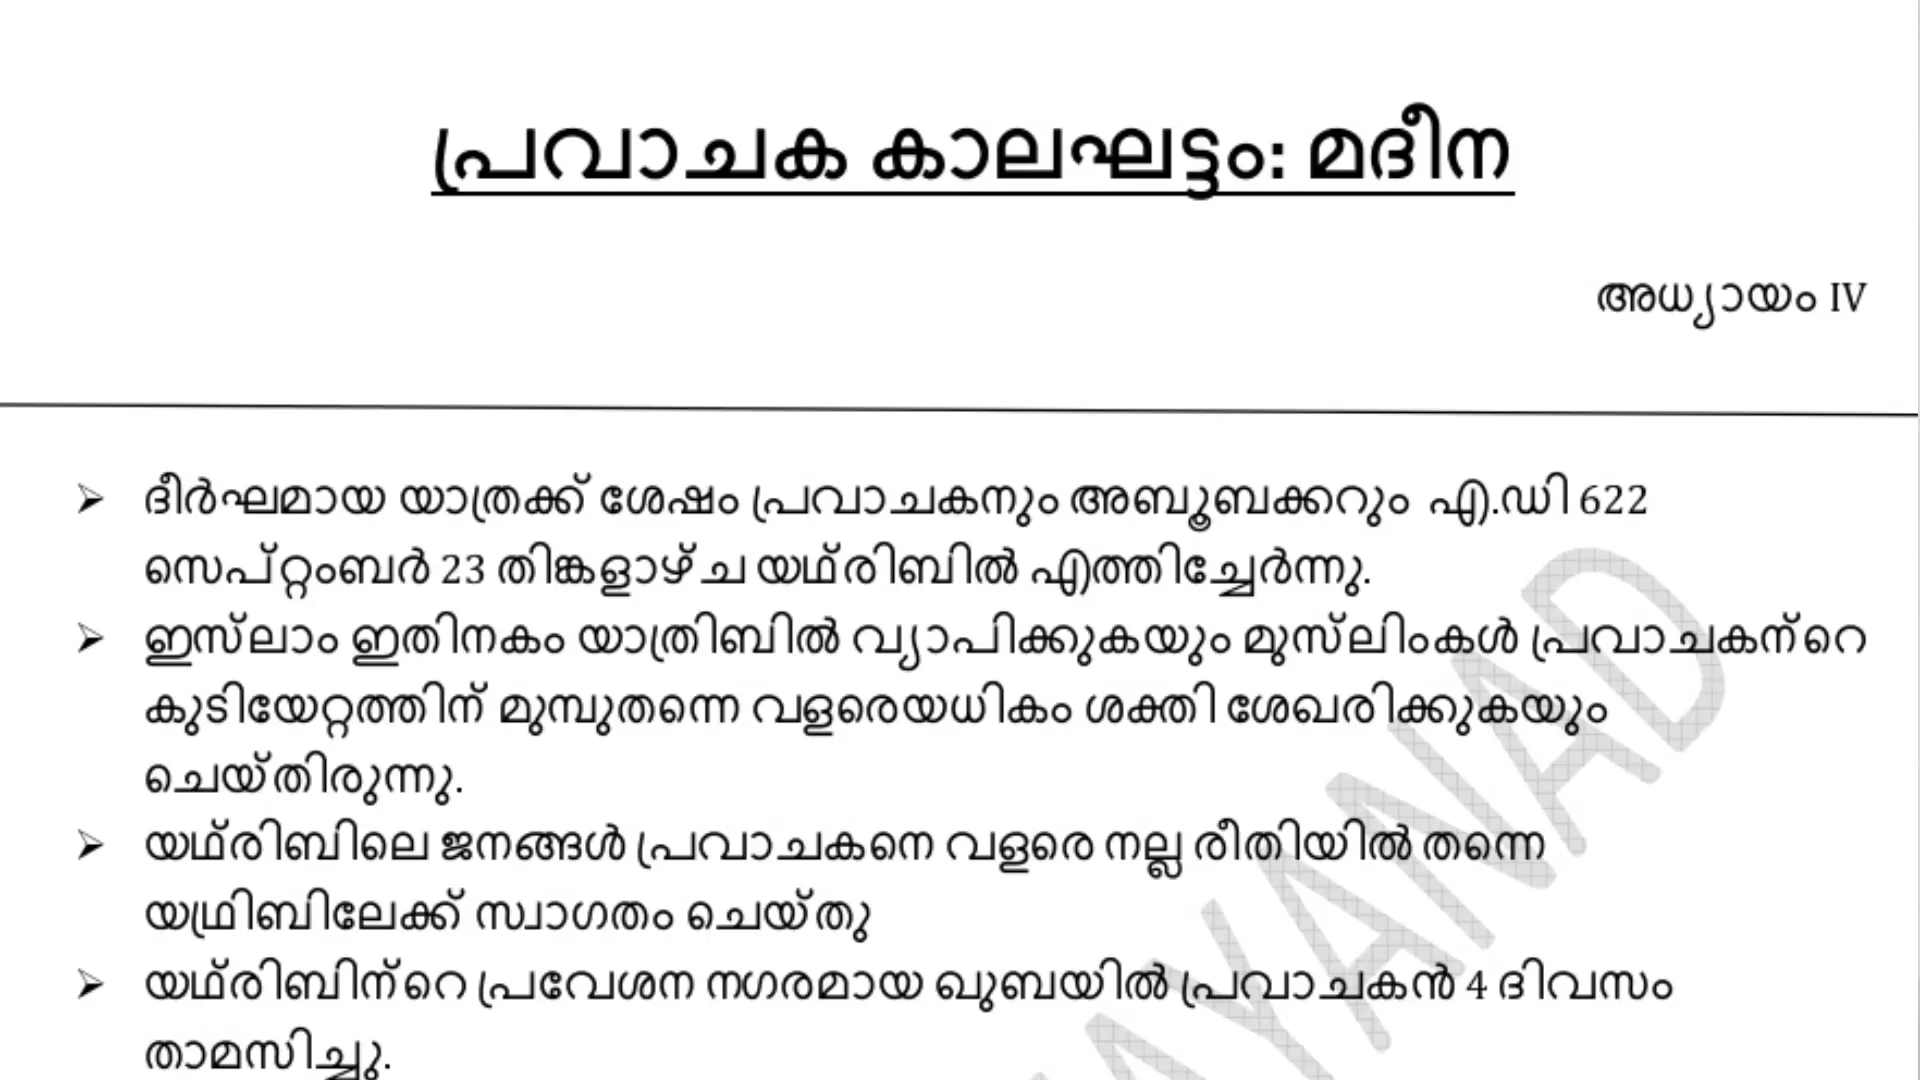 പ്രവാചക കാലഘട്ടം: മദീന
അധ്യായം IV
➢ ദീർഘമായ യാത്രക്ക് ശേഷം പ്രവാചകനും അബൂബക്കറും എ.ഡി 622
സെപ്റ്റംബർ 23 തിങ്കളാഴ്ച യഥ്‌രിബിൽ എത്തിച്ചേർന്നു.
➢ ഇസ്‌ലാം ഇതിനകം യാത്രിബിൽ വ്യാപിക്കുകയും മുസ്‌ലിംകൾ പ്രവാചകന്റെ
കുടിയേറ്റത്തിന് മുമ്പുതന്നെ വളരെയധികം ശക്തി ശേഖരിക്കുകയും
ചെയ്തിരുന്നു.
➢ യഥ്‌രിബിലെ ജനങ്ങൾ പ്രവാചകനെ വളരെ നല്ല രീതിയിൽ തന്നെ
യഥ്രിബിലേക്ക് സ്വാഗതം ചെയ്തു
➢ യഥ്‌രിബിന്റെ പ്രവേശന നഗരമായ ഖുബയിൽ പ്രവാചകൻ 4 ദിവസം
താമസിച്ചു.
AYANAD